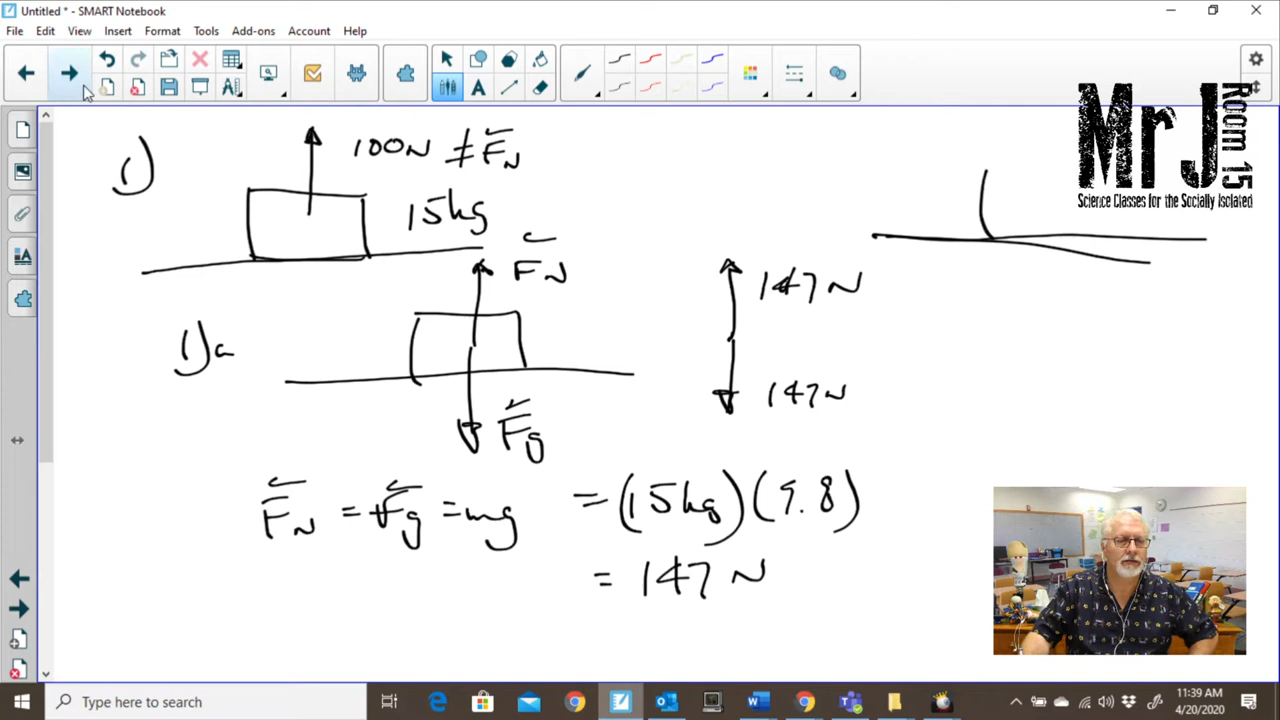 Untitled * - SMART Notebook
File Edit View Insert Format Tools Add-ons Account Help
Mr J
Room 15
Science Classes for the Socially Isolated
1)
100N ≠ F⃗N
15kg
F⃗N
147N
1)a
147N
F⃗g
F⃗N = F⃗g = mg = (15kg)(9.8)
= 147 N
Type here to search
11:39 AM
4/20/2020